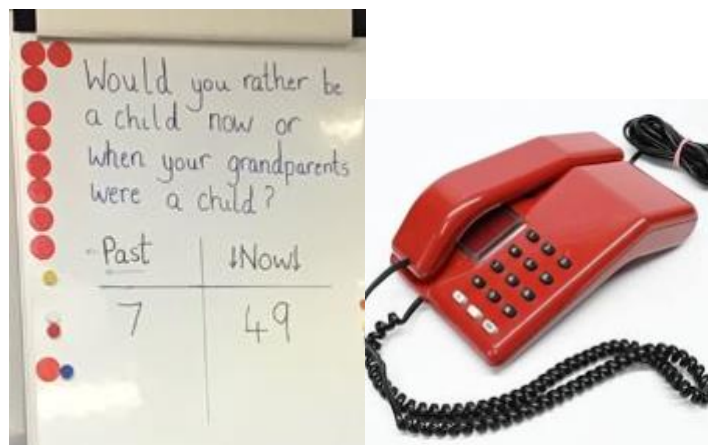 Would you rather be
a child now or
when your grandparents
were a child?
Past ↓Now↓
7 49